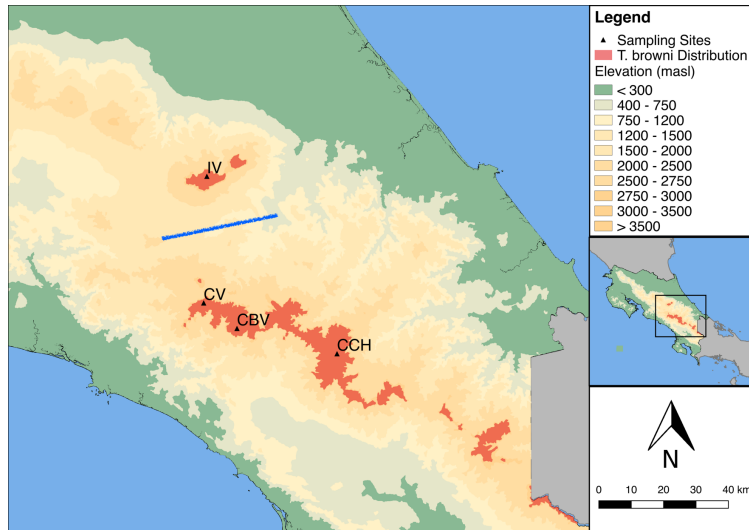 Legend
Sampling Sites
T. browni Distribution
Elevation (masl)
< 300
400 - 750
750 - 1200
1200 - 1500
1500 - 2000
2000 - 2500
2500 - 2750
2750 - 3000
3000 - 3500
> 3500
IV
CV
CBV
CCH
N
0 10 20 30 40 km